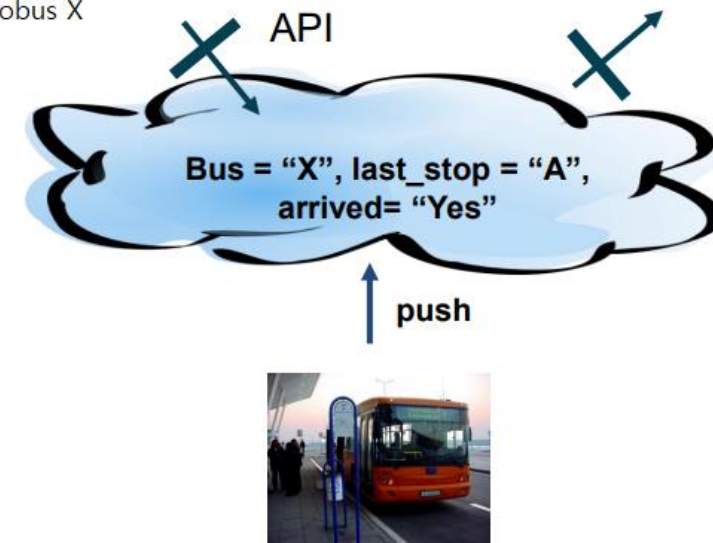 obus X
API
Bus = “X”, last_stop = “A”,
arrived= “Yes”
push